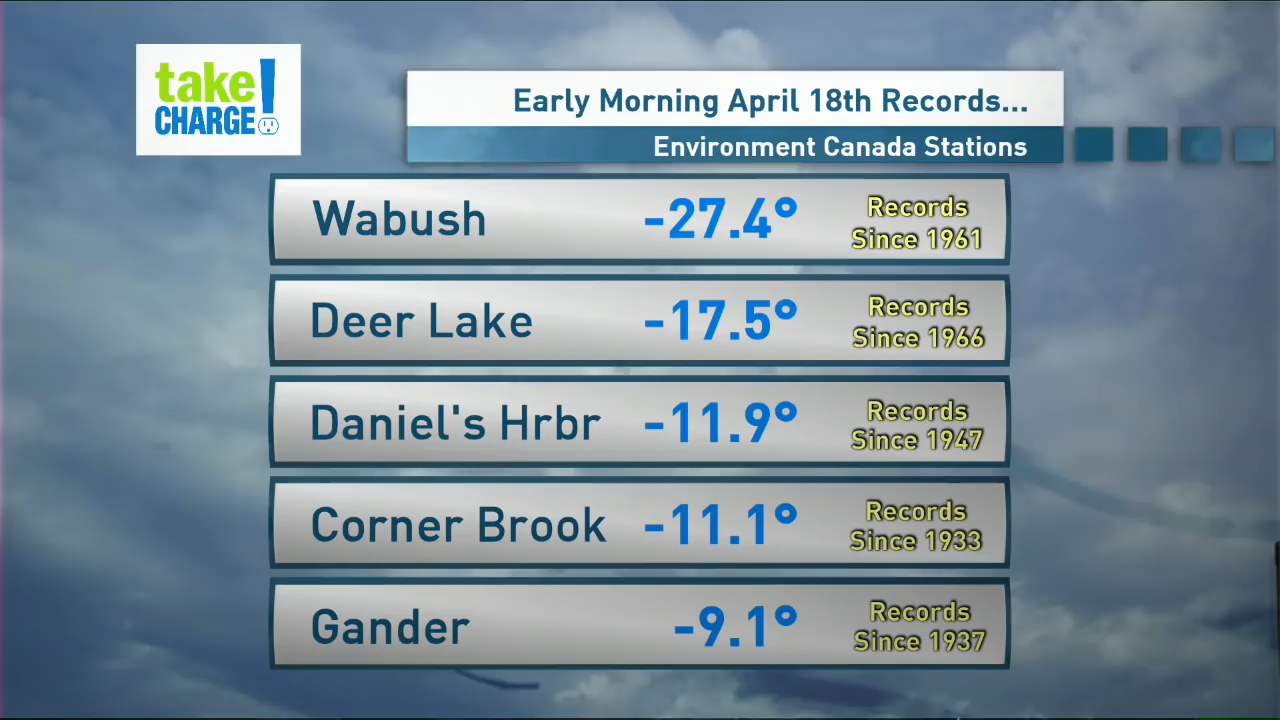 take
CHARGE!
Early Morning April 18th Records...
Environment Canada Stations
Wabush -27.4° Records
Since 1961
Deer Lake -17.5° Records
Since 1966
Daniel's Hrbr -11.9° Records
Since 1947
Corner Brook -11.1° Records
Since 1933
Gander -9.1° Records
Since 1937